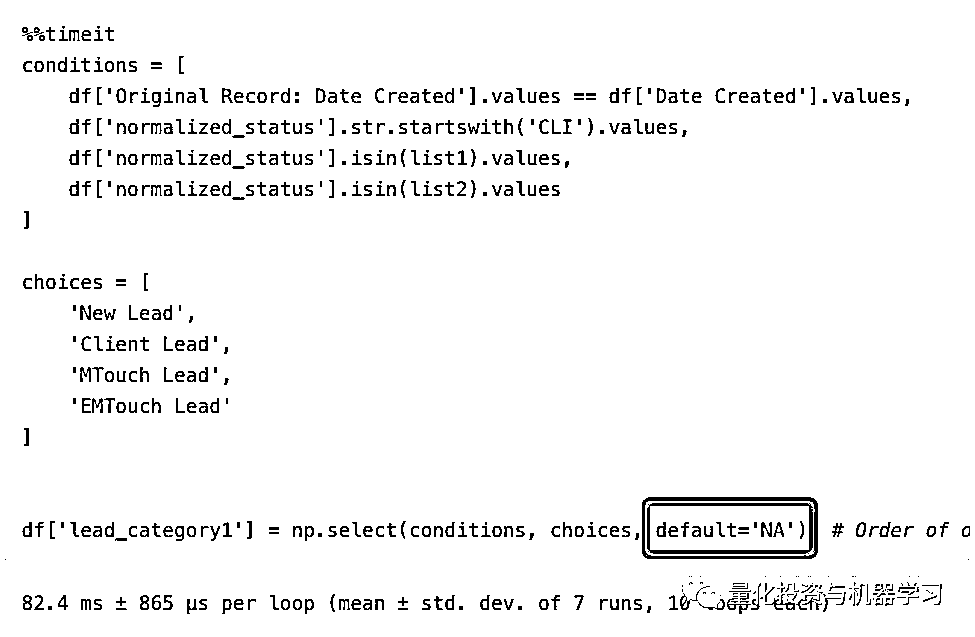 %%timeit
conditions = [
    df['Original Record: Date Created'].values == df['Date Created'].values,
    df['normalized_status'].str.startswith('CLI').values,
    df['normalized_status'].isin(list1).values,
    df['normalized_status'].isin(list2).values
]
choices = [
    'New Lead',
    'Client Lead',
    'MTouch Lead',
    'EMTouch Lead'
]
df['lead_category1'] = np.select(conditions, choices, default='NA') # Order of
82.4 ms ± 865 µs per loop (mean ± std. dev. of 7 runs, 10 loops each)
量化投资与机器学习